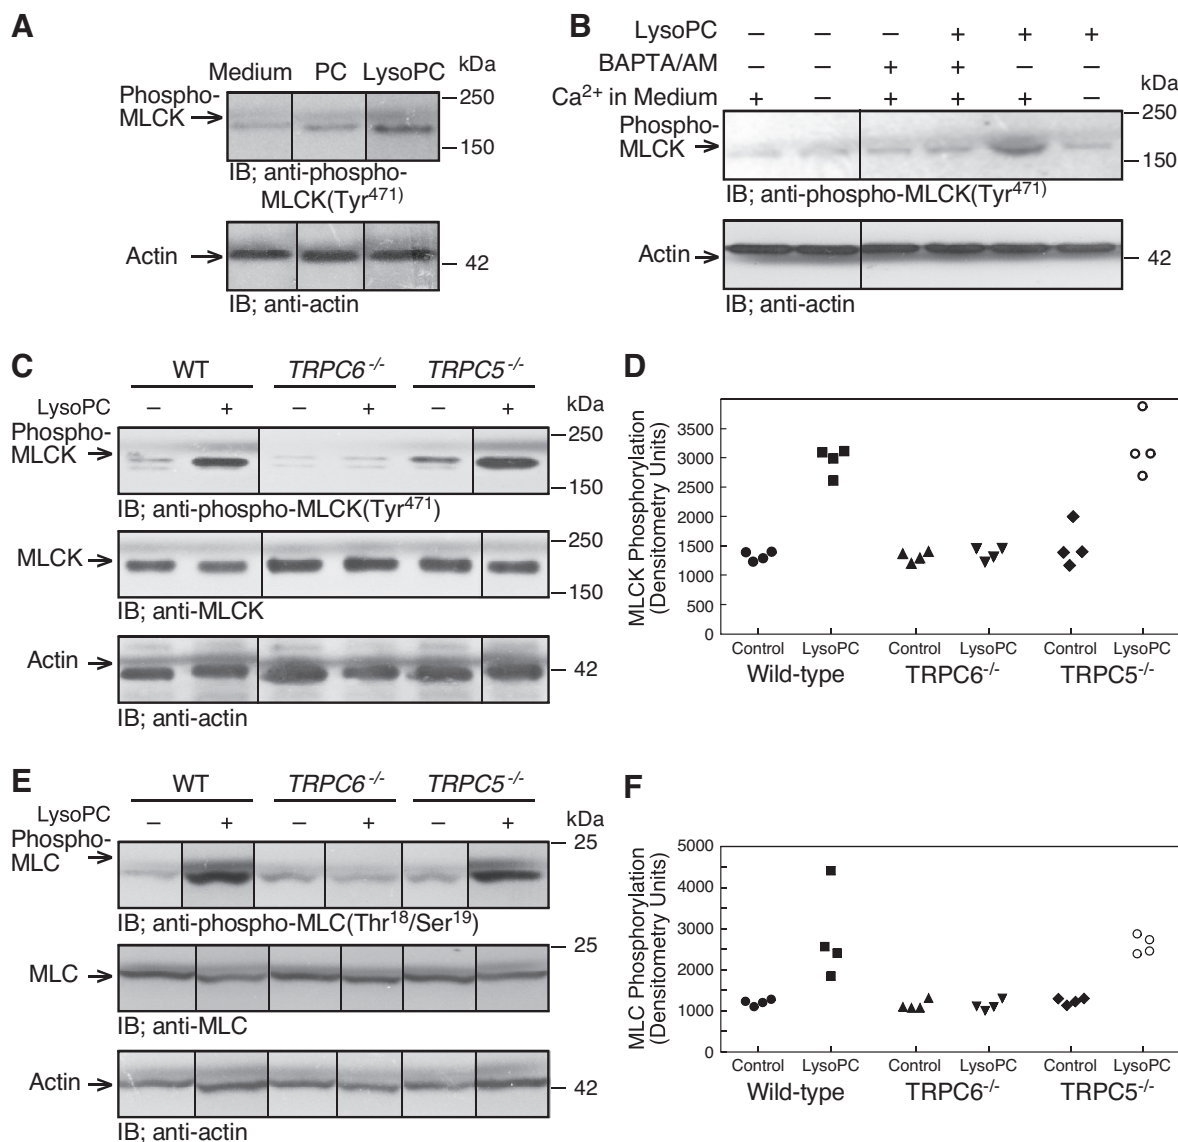 A
Medium PC LysoPC kDa
Phospho-
MLCK
250
150
IB; anti-phospho-
MLCK(Tyr471)
Actin
42
IB; anti-actin
B
LysoPC – – – + + +
BAPTA/AM – – + + – –
Ca2+ in Medium + – + + + –
kDa
Phospho-
MLCK
250
150
IB; anti-phospho-MLCK(Tyr471)
Actin
42
IB; anti-actin
C
WT TRPC6-/- TRPC5-/-
LysoPC – + – + – + kDa
Phospho-
MLCK
250
150
IB; anti-phospho-MLCK(Tyr471)
MLCK
250
150
IB; anti-MLCK
Actin
42
IB; anti-actin
D
MLCK Phosphorylation
(Densitometry Units)
3500
3000
2500
2000
1500
1000
500
0
Control LysoPC Control LysoPC Control LysoPC
Wild-type TRPC6-/- TRPC5-/-
E
WT TRPC6-/- TRPC5-/-
LysoPC – + – + – + kDa
Phospho-
MLC
25
IB; anti-phospho-MLC(Thr18/Ser19)
MLC
25
IB; anti-MLC
Actin
42
IB; anti-actin
F
MLC Phosphorylation
(Densitometry Units)
5000
4000
3000
2000
1000
0
Control LysoPC Control LysoPC Control LysoPC
Wild-type TRPC6-/- TRPC5-/-